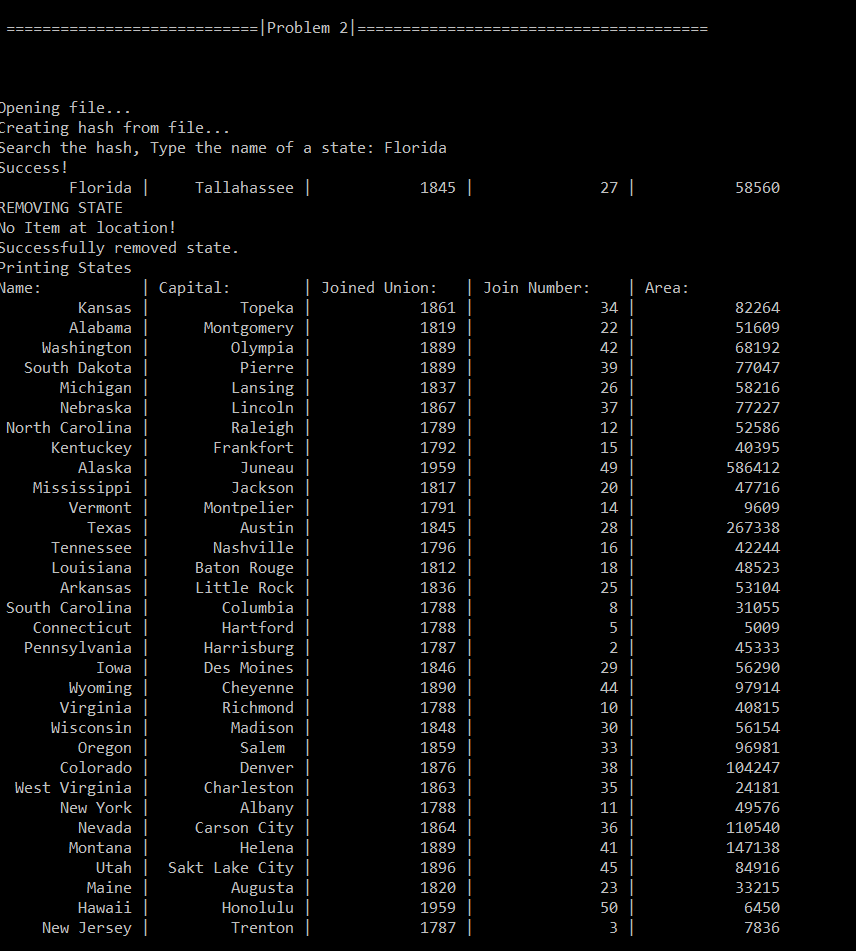 ============================|Problem 2|=======================================
Opening file...
Creating hash from file...
Search the hash, Type the name of a state: Florida
Success!
Florida | Tallahassee | 1845 | 27 | 58560
REMOVING STATE
No Item at location!
Successfully removed state.
Printing States
Name: | Capital: | Joined Union: | Join Number: | Area:
Kansas | Topeka | 1861 | 34 | 82264
Alabama | Montgomery | 1819 | 22 | 51609
Washington | Olympia | 1889 | 42 | 68192
South Dakota | Pierre | 1889 | 39 | 77047
Michigan | Lansing | 1837 | 26 | 58216
Nebraska | Lincoln | 1867 | 37 | 77227
North Carolina | Raleigh | 1789 | 12 | 52586
Kentuckey | Frankfort | 1792 | 15 | 40395
Alaska | Juneau | 1959 | 49 | 586412
Mississippi | Jackson | 1817 | 20 | 47716
Vermont | Montpelier | 1791 | 14 | 9609
Texas | Austin | 1845 | 28 | 267338
Tennessee | Nashville | 1796 | 16 | 42244
Louisiana | Baton Rouge | 1812 | 18 | 48523
Arkansas | Little Rock | 1836 | 25 | 53104
South Carolina | Columbia | 1788 | 8 | 31055
Connecticut | Hartford | 1788 | 5 | 5009
Pennsylvania | Harrisburg | 1787 | 2 | 45333
Iowa | Des Moines | 1846 | 29 | 56290
Wyoming | Cheyenne | 1890 | 44 | 97914
Virginia | Richmond | 1788 | 10 | 40815
Wisconsin | Madison | 1848 | 30 | 56154
Oregon | Salem | 1859 | 33 | 96981
Colorado | Denver | 1876 | 38 | 104247
West Virginia | Charleston | 1863 | 35 | 24181
New York | Albany | 1788 | 11 | 49576
Nevada | Carson City | 1864 | 36 | 110540
Montana | Helena | 1889 | 41 | 147138
Utah | Sakt Lake City | 1896 | 45 | 84916
Maine | Augusta | 1820 | 23 | 33215
Hawaii | Honolulu | 1959 | 50 | 6450
New Jersey | Trenton | 1787 | 3 | 7836